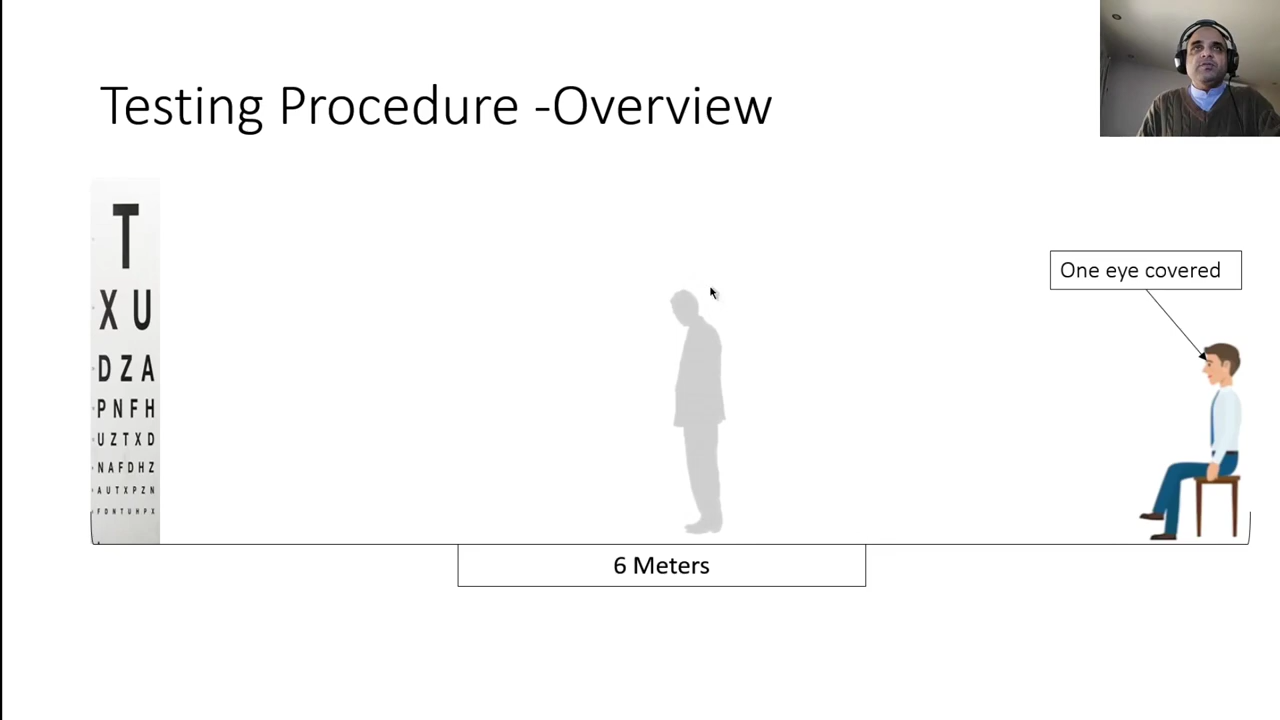 Testing Procedure -Overview
T
X U
D Z A
P N F H
U Z T X D
N A F D H Z
A U T X P Z N
F D N T U H P X
One eye covered
6 Meters